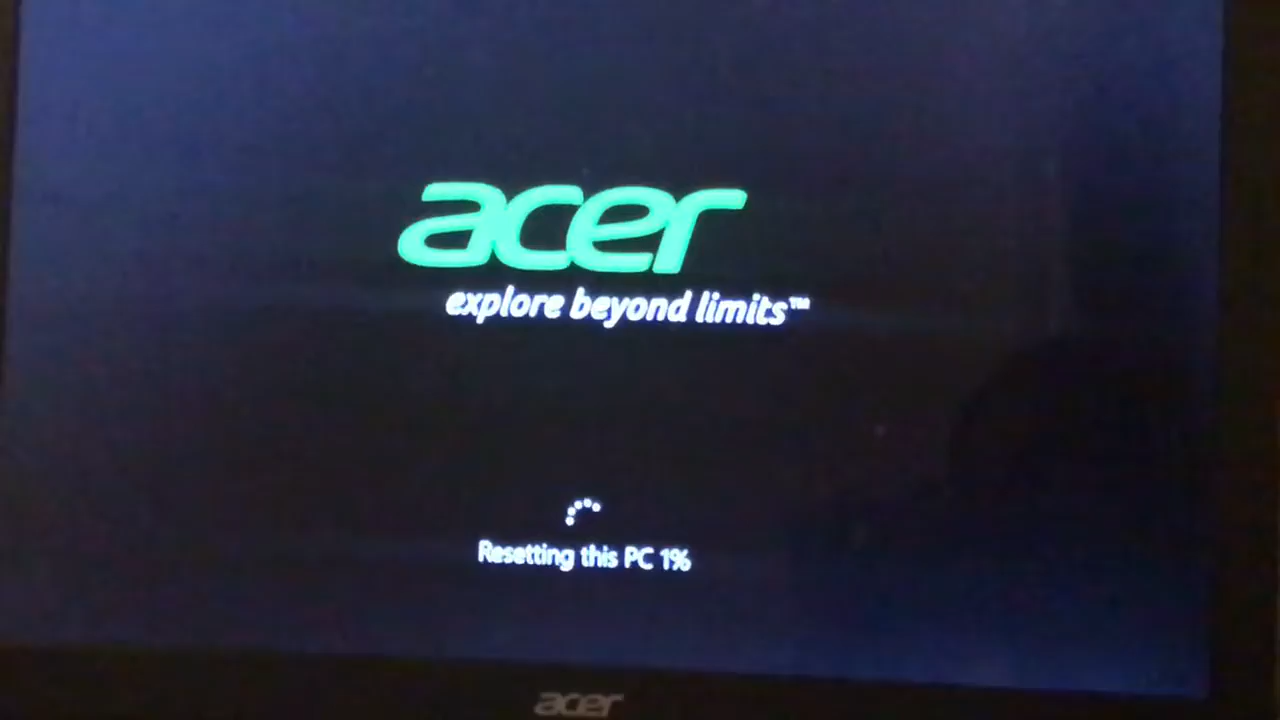 acer
explore beyond limits™
Resetting this PC 1%
acer